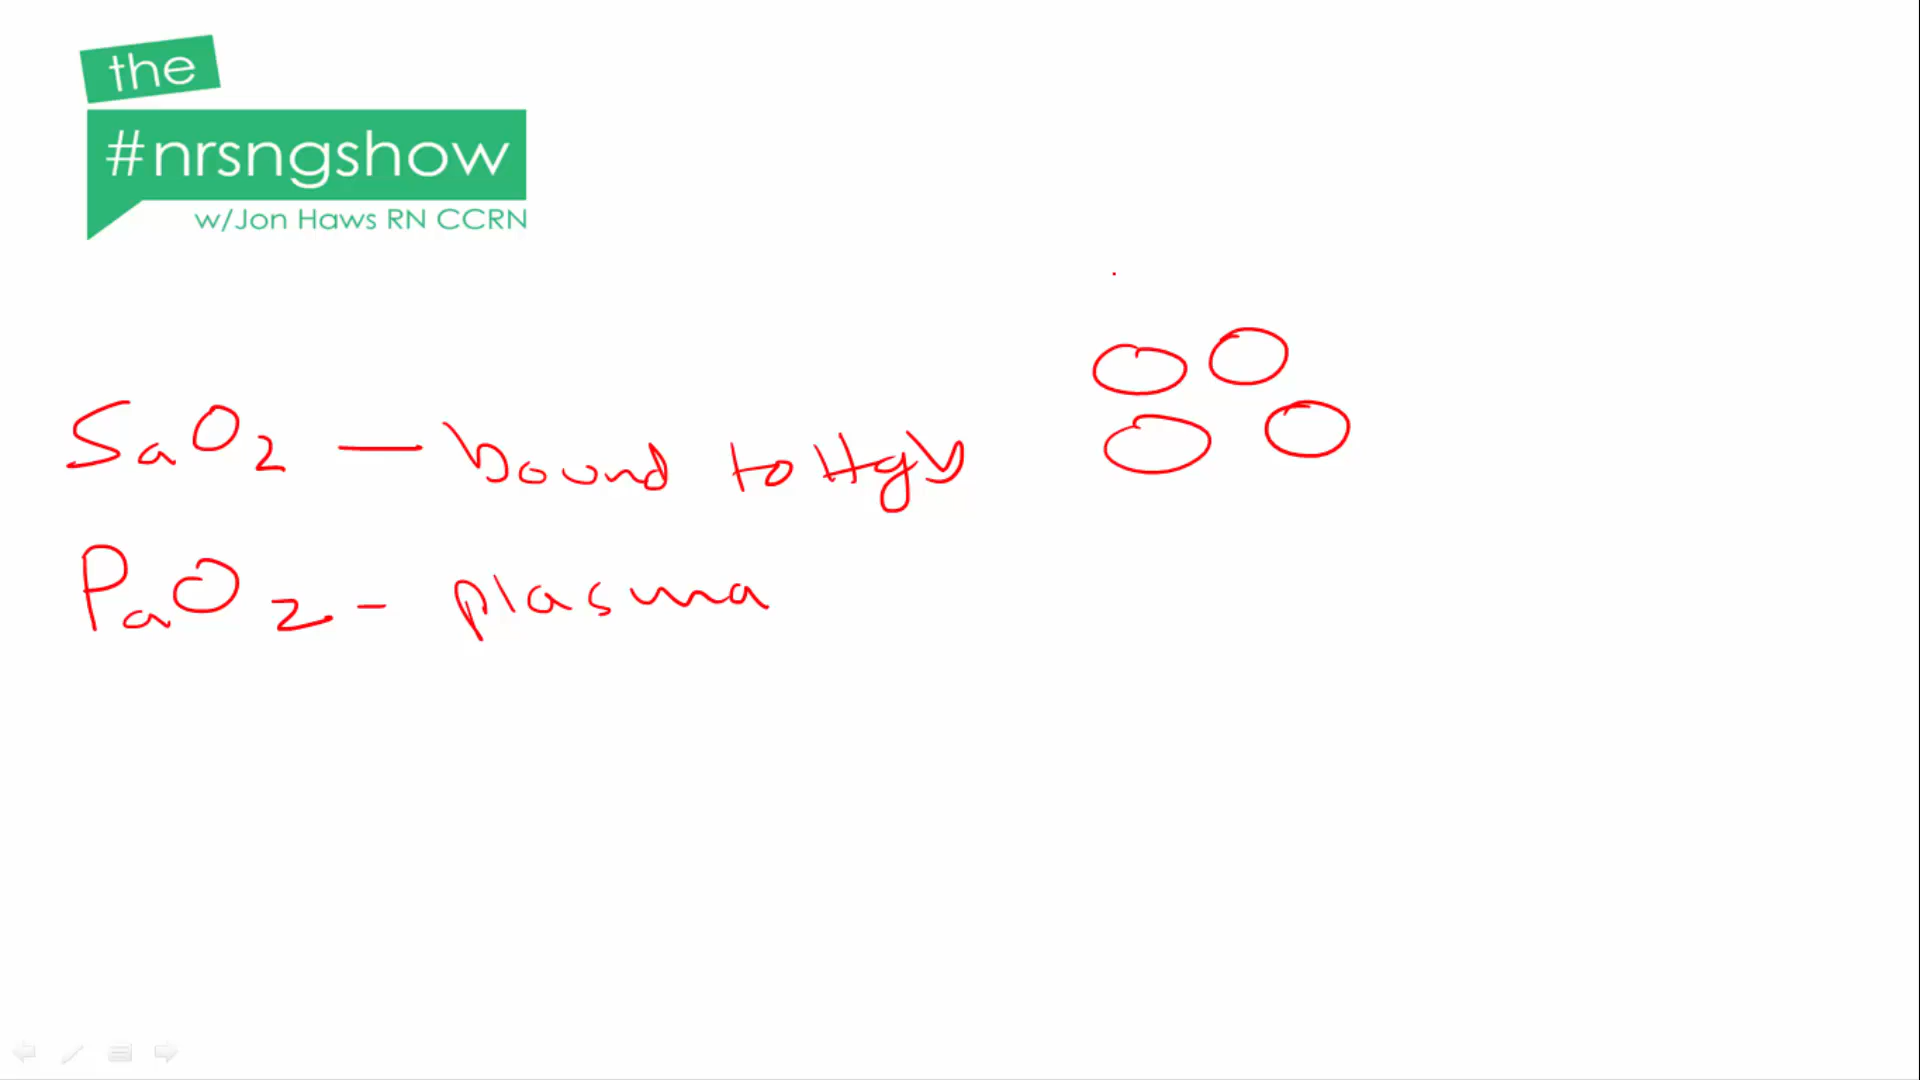 the
#nrsngshow
w/Jon Haws RN CCRN
SaO2 — bound to Hgb
PaO2 - plasma